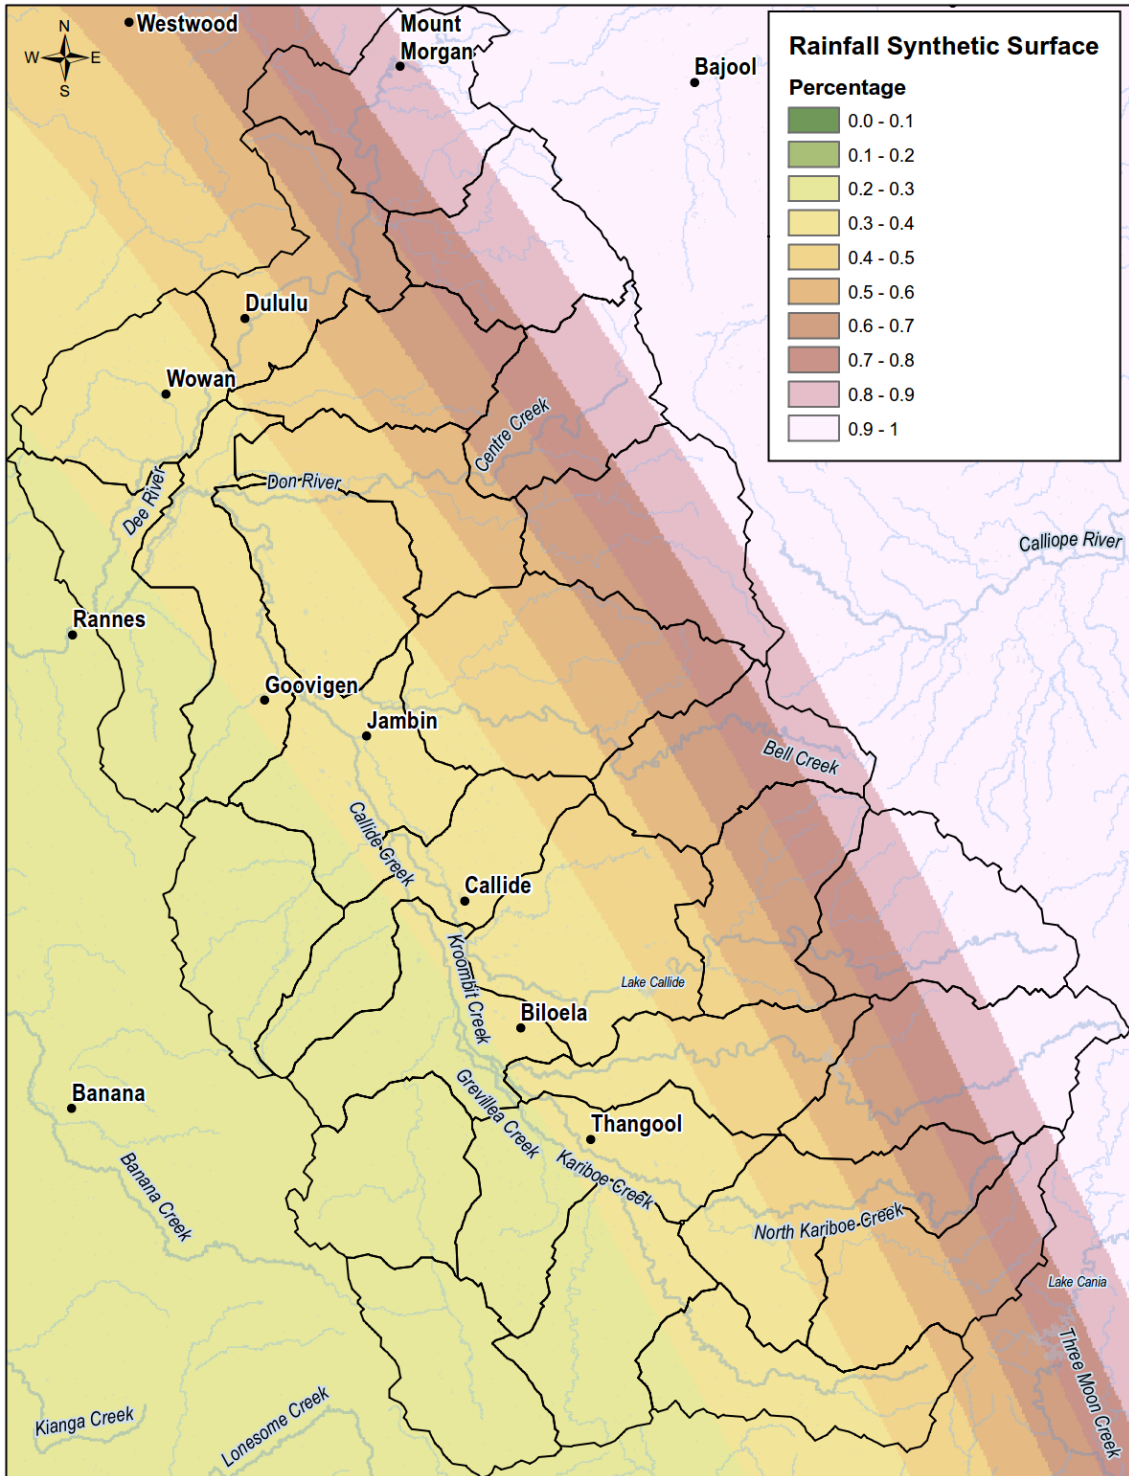 Westwood
N
W E
S
Mount
Morgan
Bajool
Rainfall Synthetic Surface
Percentage
0.0 - 0.1
0.1 - 0.2
0.2 - 0.3
0.3 - 0.4
0.4 - 0.5
0.5 - 0.6
0.6 - 0.7
0.7 - 0.8
0.8 - 0.9
0.9 - 1
Dululu
Wowan
Centre Creek
Don River
Dee River
Calliope River
Rannes
Goovigen
Jambin
Bell Creek
Callide Creek
Callide
Kroombit Creek
Lake Callide
Biloela
Banana
Grevillea Creek
Thangool
Kariboe Creek
Banana Creek
North Kariboe Creek
Lake Cania
Three Moon Creek
Kianga Creek
Lonesome Creek